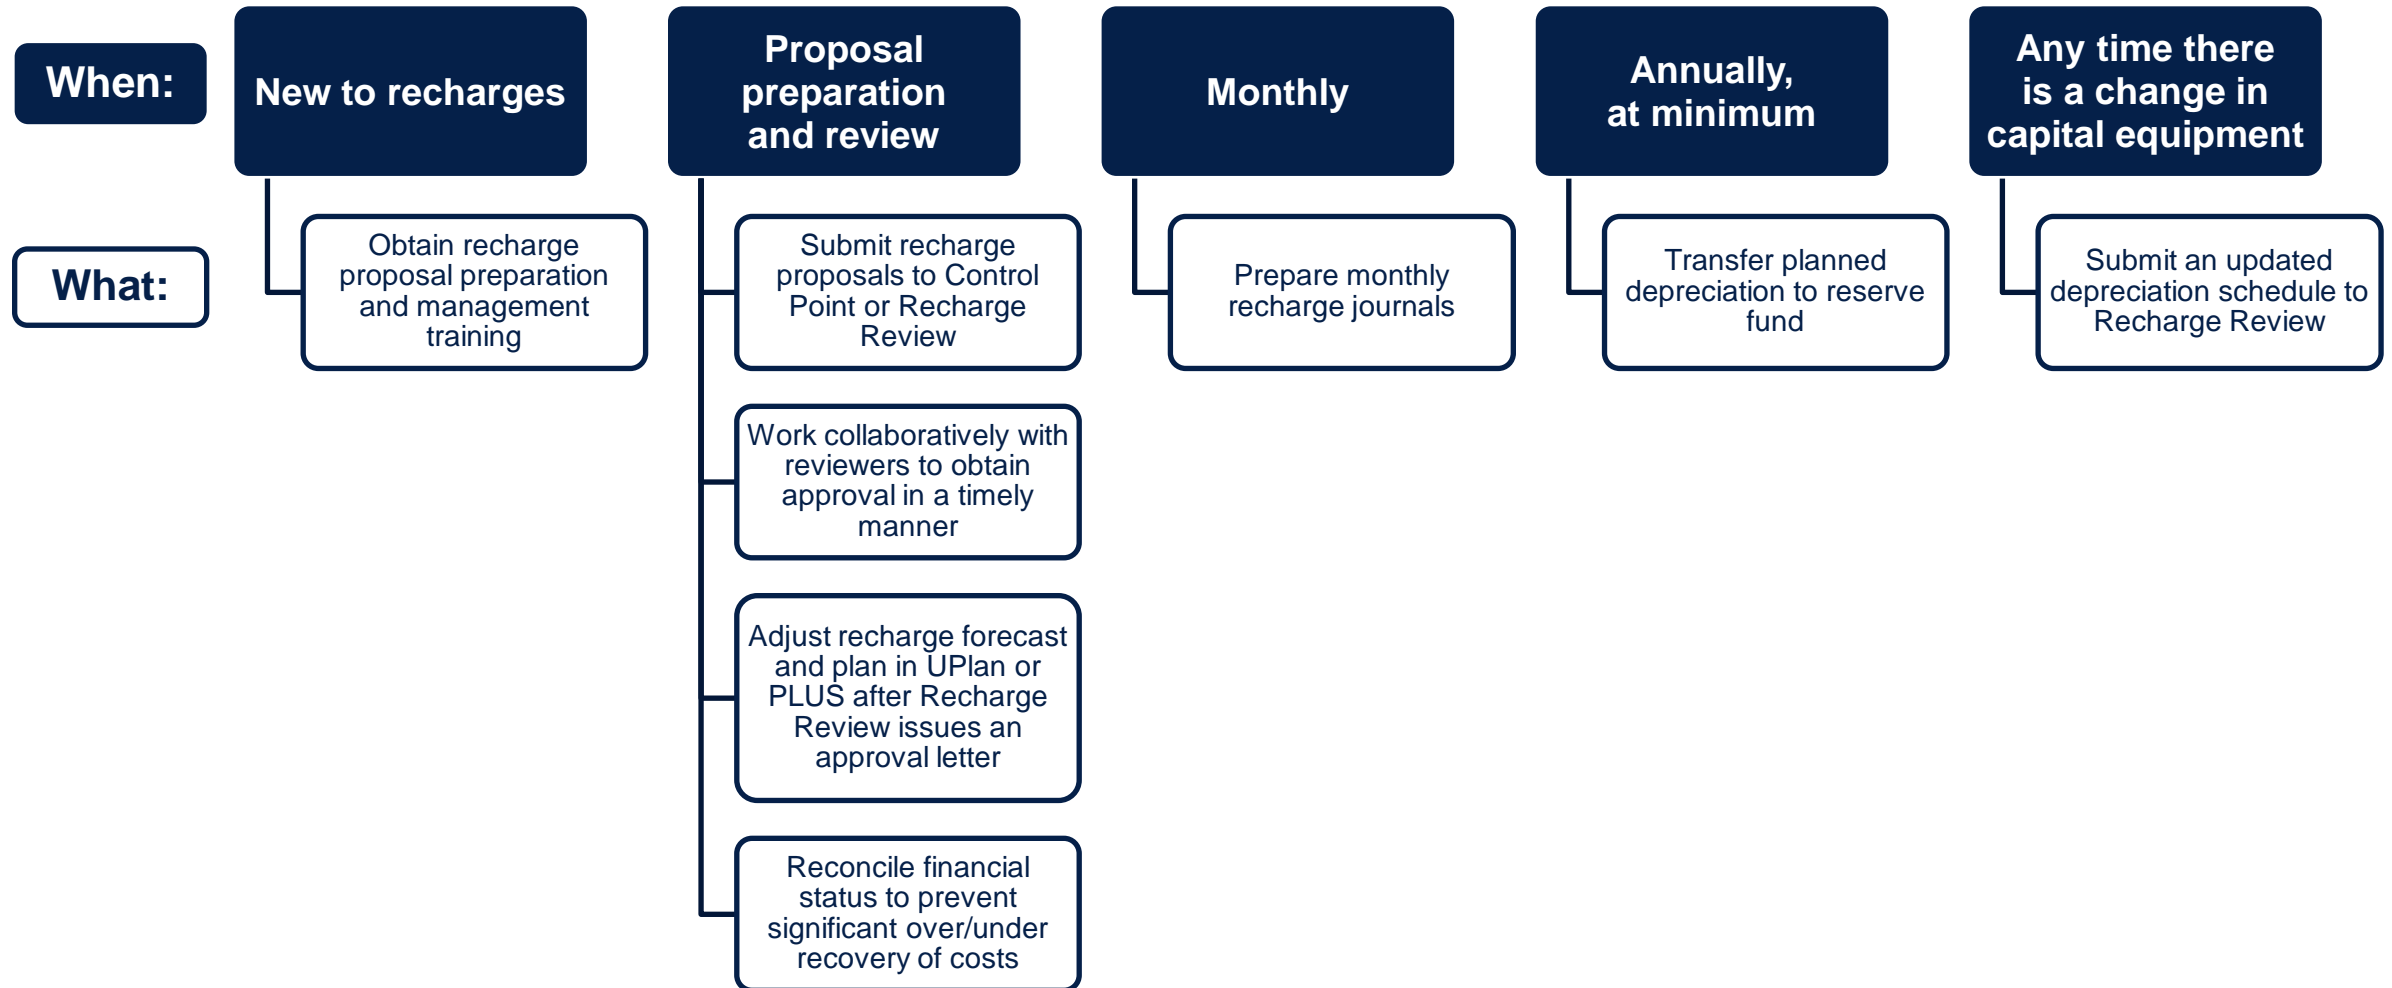 When:
New to recharges
Proposal
preparation
and review
Monthly
Annually,
at minimum
Any time there
is a change in
capital equipment
What:
Obtain recharge
proposal preparation
and management
training
Submit recharge
proposals to Control
Point or Recharge
Review
Prepare monthly
recharge journals
Transfer planned
depreciation to reserve
fund
Submit an updated
depreciation schedule to
Recharge Review
Work collaboratively with
reviewers to obtain
approval in a timely
manner
Adjust recharge forecast
and plan in UPlan or
PLUS after Recharge
Review issues an
approval letter
Reconcile financial
status to prevent
significant over/under
recovery of costs